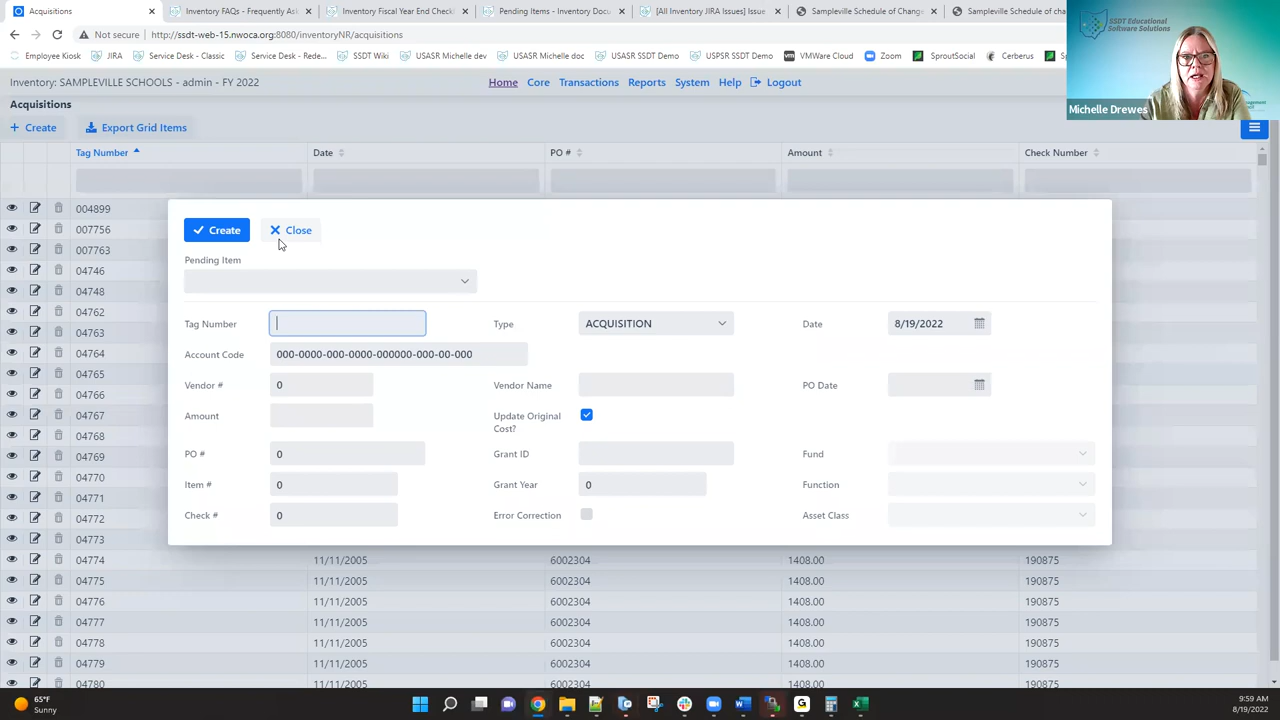 Acquisitions
Inventory FAQs - Frequently Ask
Inventory Fiscal Year End Check
Pending Items - Inventory Docu
[All Inventory JIRA Issues] Issue
Sampleville Schedule of Change
Sampleville Schedule of cha
Not secure
http://ssdt-web-15.nwoca.org:8080/inventoryNR/acquisitions
Employee Kiosk
JIRA
Service Desk - Classic
Service Desk - Rede...
SSDT Wiki
USASR Michelle dev
USASR Michelle doc
USASR SSDT Demo
USPSR SSDT Demo
VMWare Cloud
Zoom
SproutSocial
Cerberus
SSDT Educational
Software Solutions
Michelle Drewes
Inventory: SAMPLEVILLE SCHOOLS - admin - FY 2022
Home
Core
Transactions
Reports
System
Help
Logout
Acquisitions
Create
Export Grid Items
Tag Number
Date
PO #
Amount
Check Number
004899
007756
007763
04746
04748
04762
04763
04764
04765
04766
04767
04768
04769
04770
04771
04772
04773
Create
Close
Pending Item
Tag Number
Type
ACQUISITION
Date
8/19/2022
Account Code
000-0000-000-0000-000000-000-00-000
Vendor #
0
Vendor Name
PO Date
Amount
Update Original
Cost?
PO #
0
Grant ID
Fund
Item #
0
Grant Year
0
Function
Check #
0
Error Correction
Asset Class
04774 11/11/2005 6002304 1408.00 190875
04775 11/11/2005 6002304 1408.00 190875
04776 11/11/2005 6002304 1408.00 190875
04777 11/11/2005 6002304 1408.00 190875
04778 11/11/2005 6002304 1408.00 190875
04779 11/11/2005 6002304 1408.00 190875
04780 11/11/2005 6002304 1408.00 190875
65°F
Sunny
9:59 AM
8/19/2022